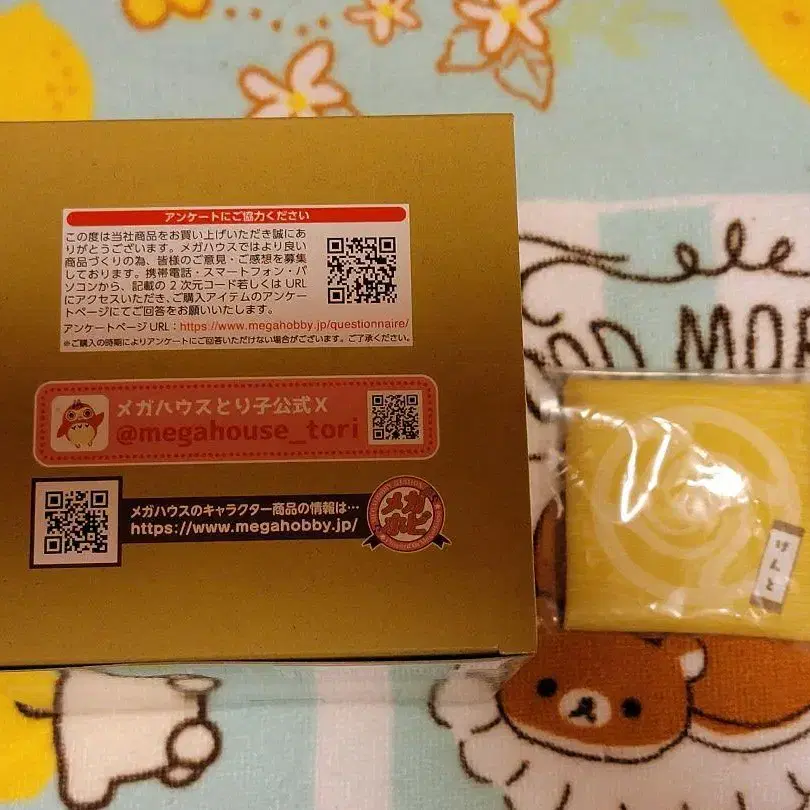 アンケートにご協力ください
この度は当社商品をお買い上げいただき誠にあ
りがとうございます。メガハウスではより良い
商品づくりの為、皆様のご意見・ご感想を募集
しております。携帯電話・スマートフォン・パ
ソコンから、記載の2次元コード若しくはURL
にアクセスいただき、ご購入アイテムのアンケー
トページにてご回答をお願いいたします。
アンケートページURL:https://www.megahobby.jp/questionnaire/
※ご購入の時期によりアンケートにご回答いただけない場合がございます。ご了承ください。
メガハウスとり子公式X
@megahouse_tori
メガハウスのキャラクター商品の情報は…
https://www.megahobby.jp/
メガ
ホビ
OOD MOR
けんと